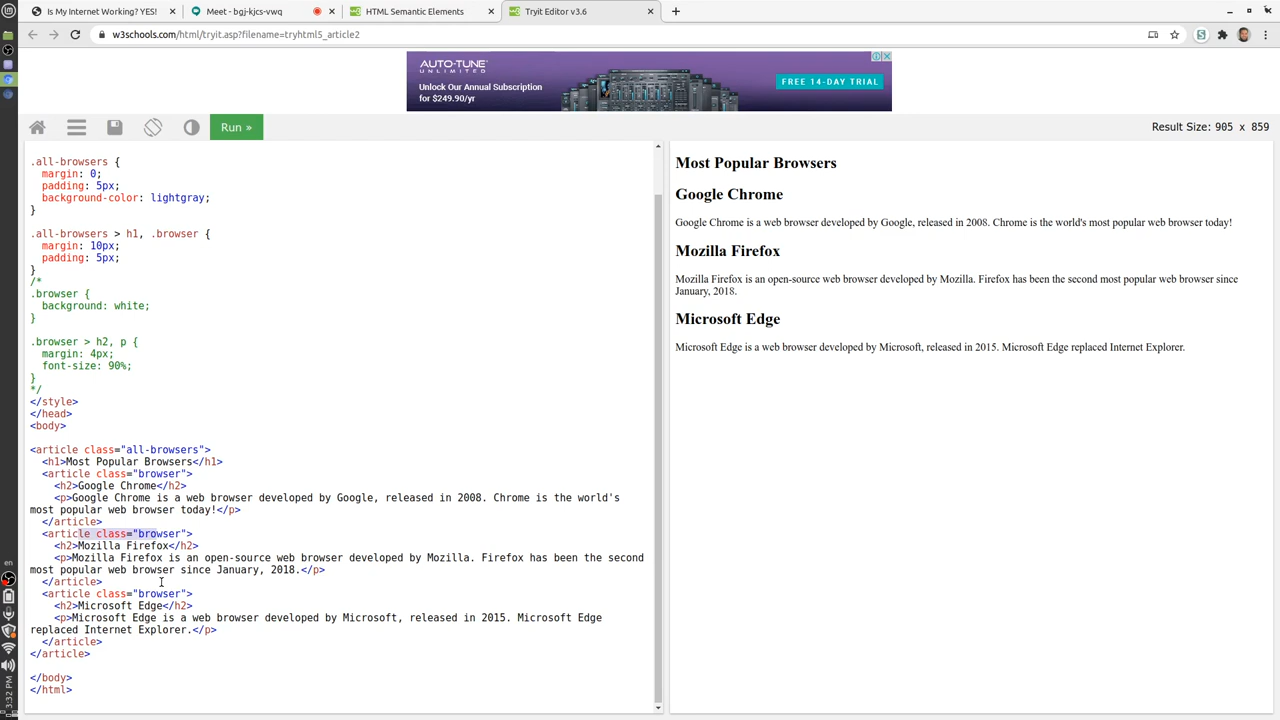 Is My Internet Working? YES!
Meet - bgj-kjcs-vwq
HTML Semantic Elements
Tryit Editor v3.6
w3schools.com/html/tryit.asp?filename=tryhtml5_article2
AUTO-TUNE
UNLIMITED
Unlock Our Annual Subscription
for $249.90/yr
FREE 14-DAY TRIAL
Run »
Result Size: 905 x 859
.all-browsers {
margin: 0;
padding: 5px;
background-color: lightgray;
}
.all-browsers > h1, .browser {
margin: 10px;
padding: 5px;
}
/*
.browser {
background: white;
}
.browser > h2, p {
margin: 4px;
font-size: 90%;
}
*/
</style>
</head>
<body>
<article class="all-browsers">
<h1>Most Popular Browsers</h1>
<article class="browser">
<h2>Google Chrome</h2>
<p>Google Chrome is a web browser developed by Google, released in 2008. Chrome is the world's
most popular web browser today!</p>
</article>
<article class="browser">
<h2>Mozilla Firefox</h2>
<p>Mozilla Firefox is an open-source web browser developed by Mozilla. Firefox has been the second
most popular web browser since January, 2018.</p>
</article>
<article class="browser">
<h2>Microsoft Edge</h2>
<p>Microsoft Edge is a web browser developed by Microsoft, released in 2015. Microsoft Edge
replaced Internet Explorer.</p>
</article>
</article>
</body>
</html>
Most Popular Browsers
Google Chrome
Google Chrome is a web browser developed by Google, released in 2008. Chrome is the world's most popular web browser today!
Mozilla Firefox
Mozilla Firefox is an open-source web browser developed by Mozilla. Firefox has been the second most popular web browser since
January, 2018.
Microsoft Edge
Microsoft Edge is a web browser developed by Microsoft, released in 2015. Microsoft Edge replaced Internet Explorer.
en
3:32 PM